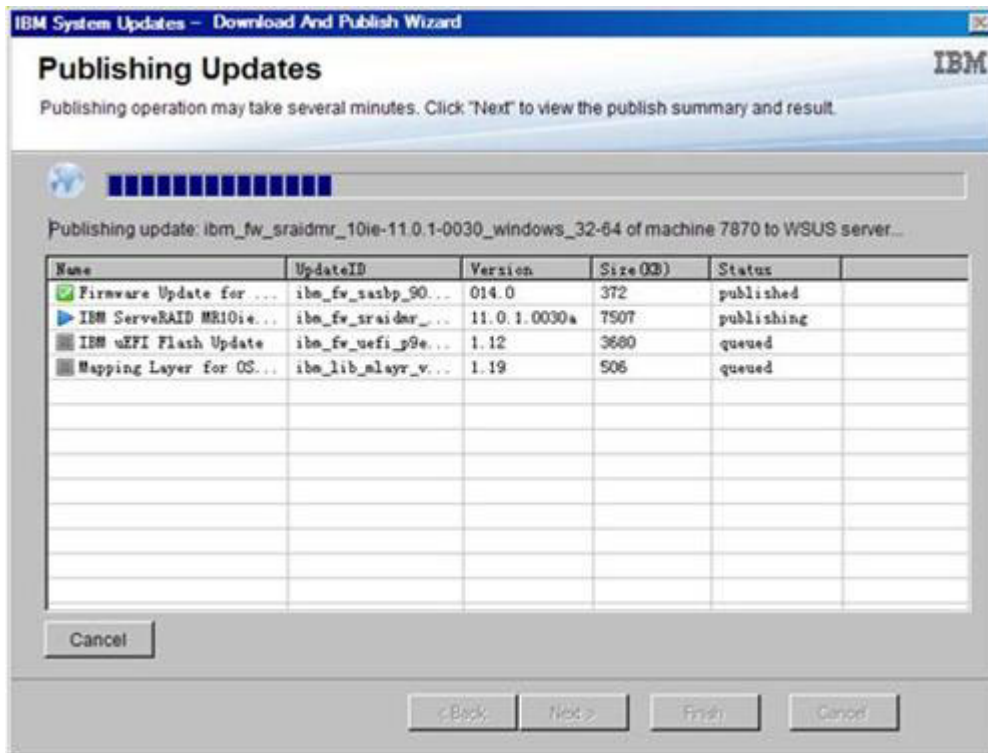 IBM System Updates – Download And Publish Wizard
Publishing Updates
IBM
Publishing operation may take several minutes. Click "Next" to view the publish summary and result.
Publishing update: ibm_fw_sraidmr_10ie-11.0.1-0030_windows_32-64 of machine 7870 to WSUS server...
Name UpdateID Version Size(KB) Status
Firmware Update for ... ibm_fw_sasbp_90... 014.0 372 published
IBM ServeRAID MR10ie... ibm_fw_sraidmr_... 11.0.1.0030a 7507 publishing
IBM uEFI Flash Update ibm_fw_uefi_p9e... 1.12 3680 queued
Mapping Layer for OS... ibm_lib_mlayr_v... 1.19 506 queued
Cancel
< Back Next > Finish Cancel